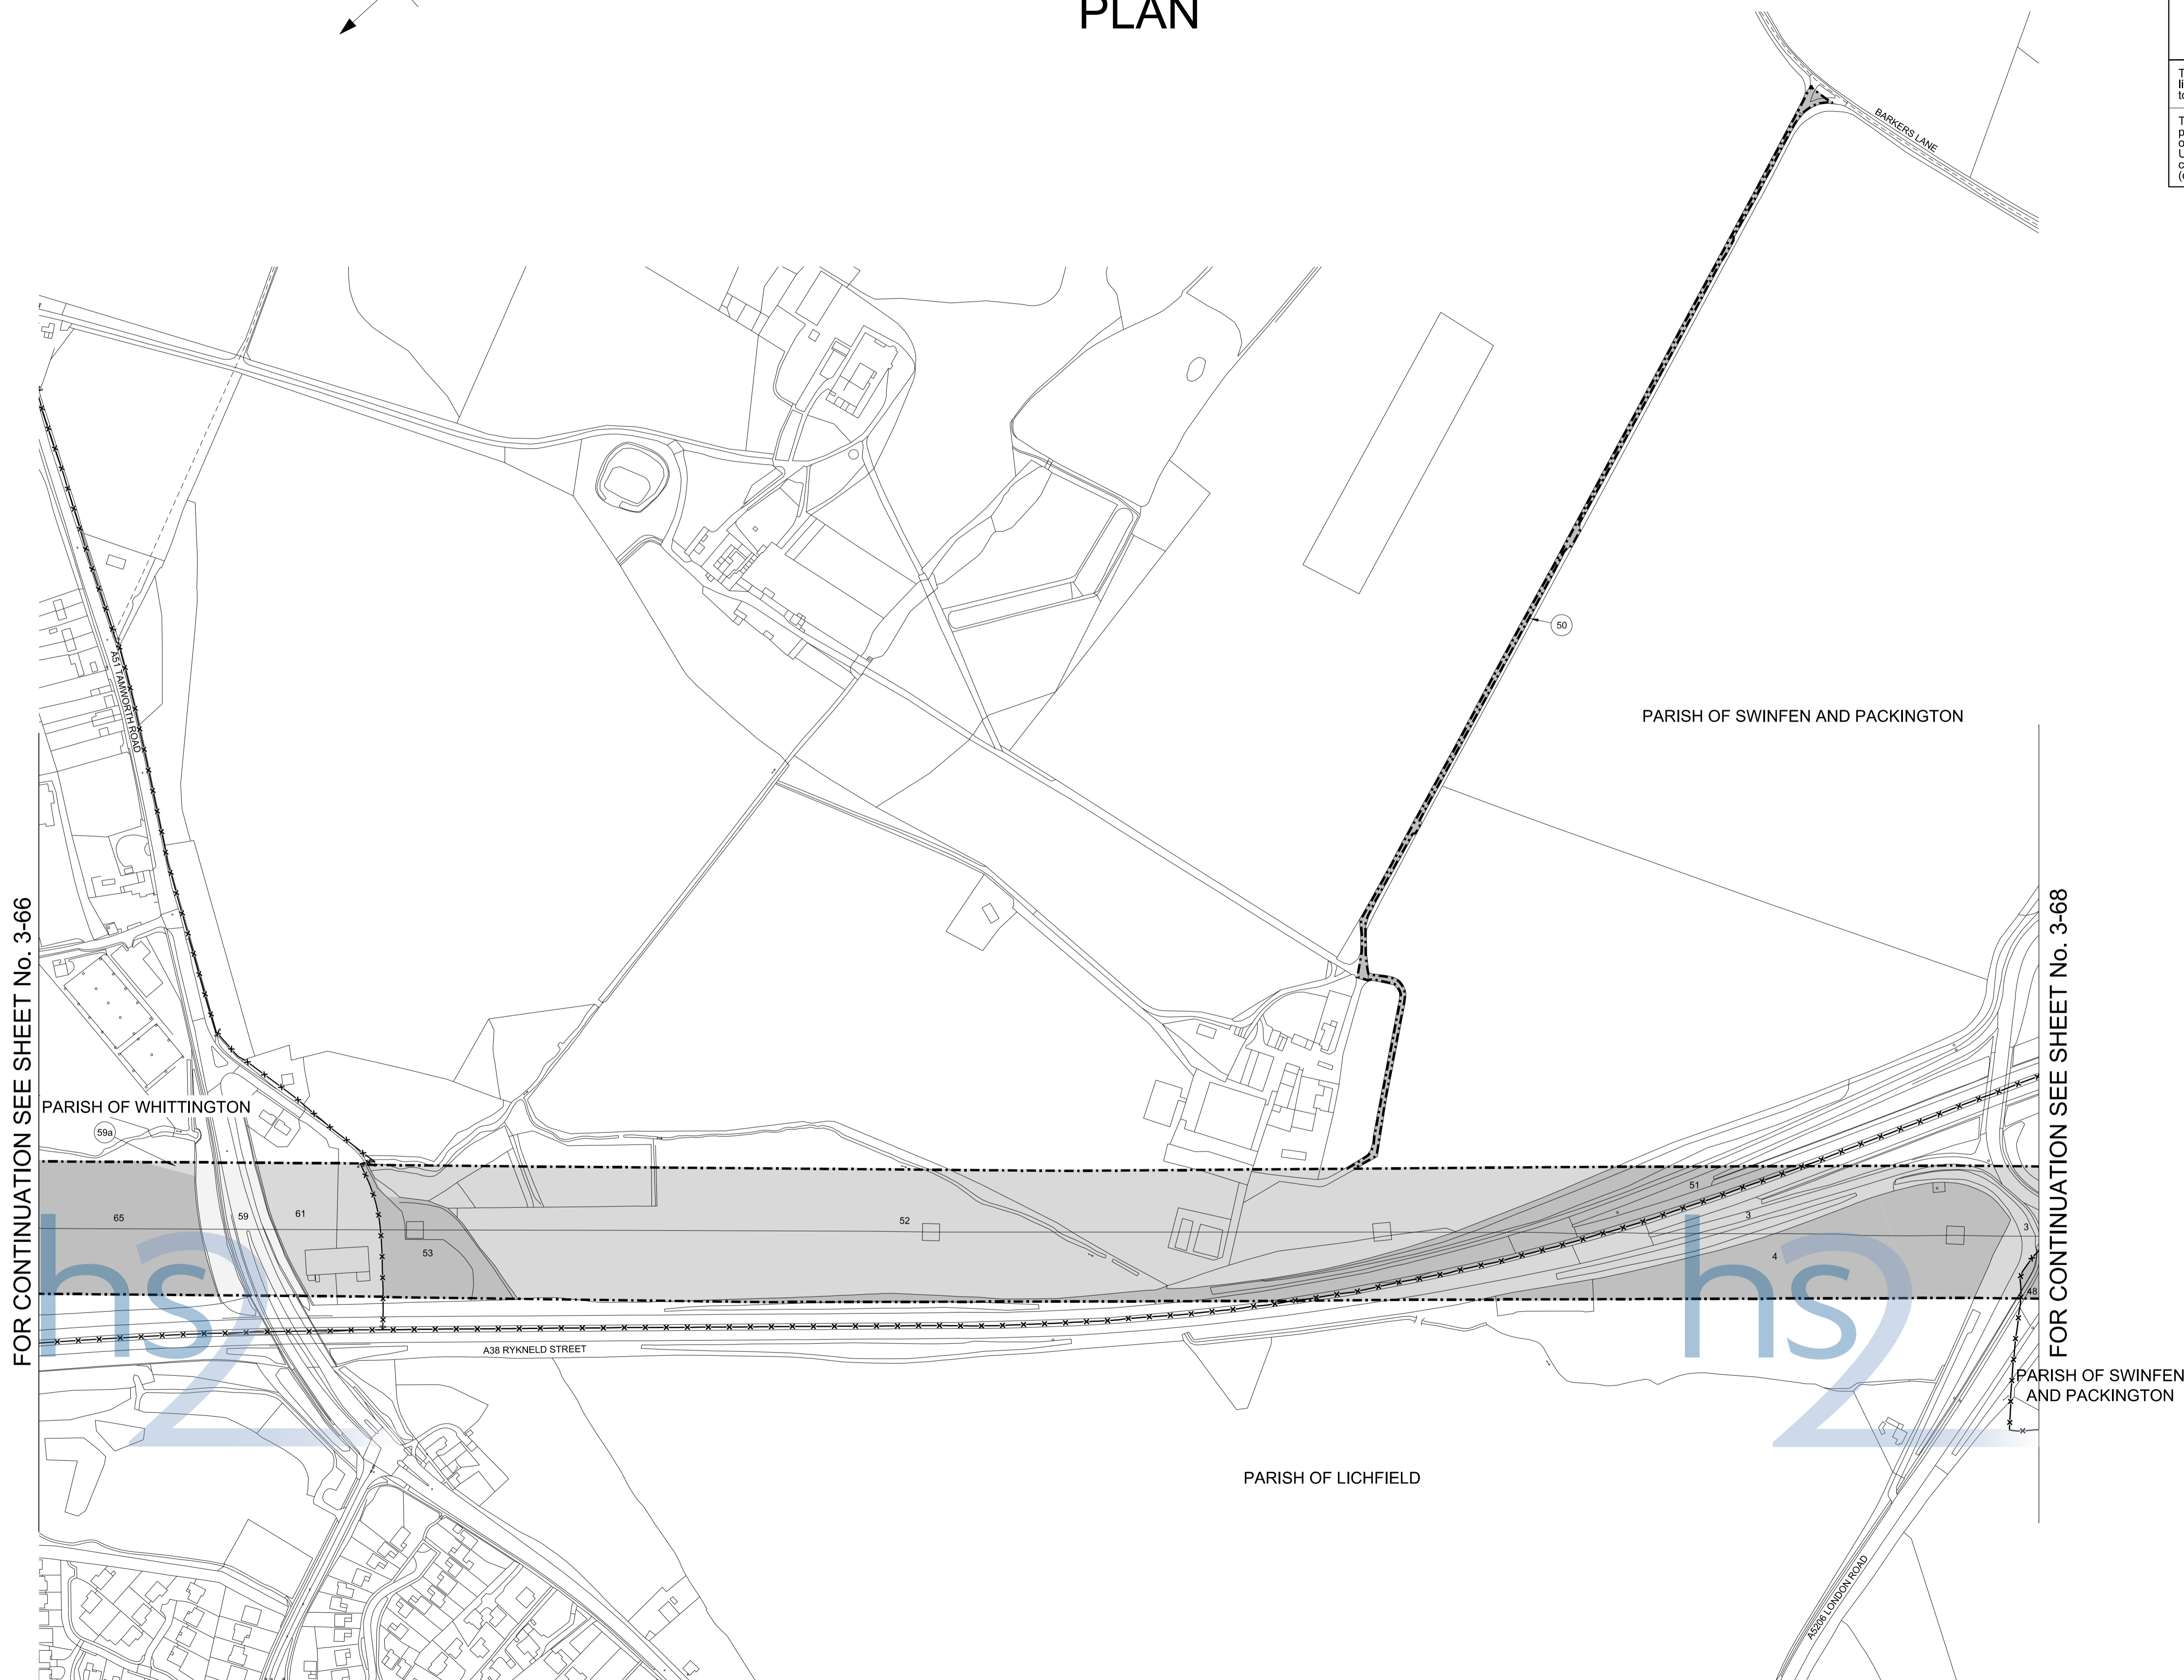 PLAN
BARKERS LANE
50
PARISH OF SWINFEN AND PACKINGTON
A51 TAMWORTH ROAD
FOR CONTINUATION SEE SHEET No. 3-66
FOR CONTINUATION SEE SHEET No. 3-68
PARISH OF WHITTINGTON
59a
65
59
61
53
52
51
3
3
4
48
hs2
hs2
A38 RYKNELD STREET
PARISH OF SWINFEN
AND PACKINGTON
PARISH OF LICHFIELD
A5206 LONDON ROAD